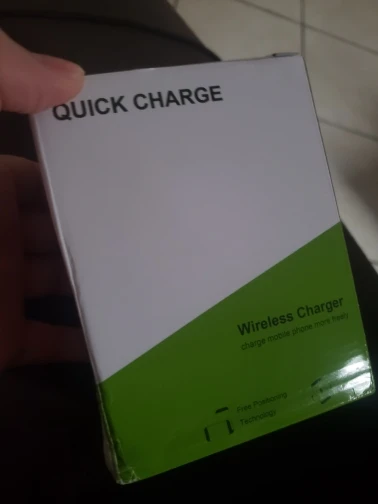 QUICK CHARGE
Wireless Charger
charge mobile phone more freely
Free Positioning
Technology